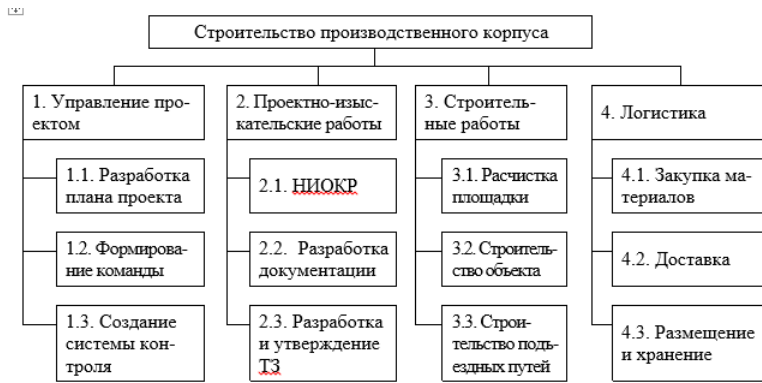 Строительство производственного корпуса
1. Управление про-
ектом
1.1. Разработка
плана проекта
1.2. Формирова-
ние команды
1.3. Создание
системы кон-
троля
2. Проектно-изыс-
кательские работы
2.1. НИОКР
2.2. Разработка
документации
2.3. Разработка
и утверждение
ТЗ
3. Строитель-
ные работы
3.1. Расчистка
площадки
3.2. Строитель-
ство объекта
3.3. Строи-
тельство подъ-
ездных путей
4. Логистика
4.1. Закупка ма-
териалов
4.2. Доставка
4.3. Размещение
и хранение